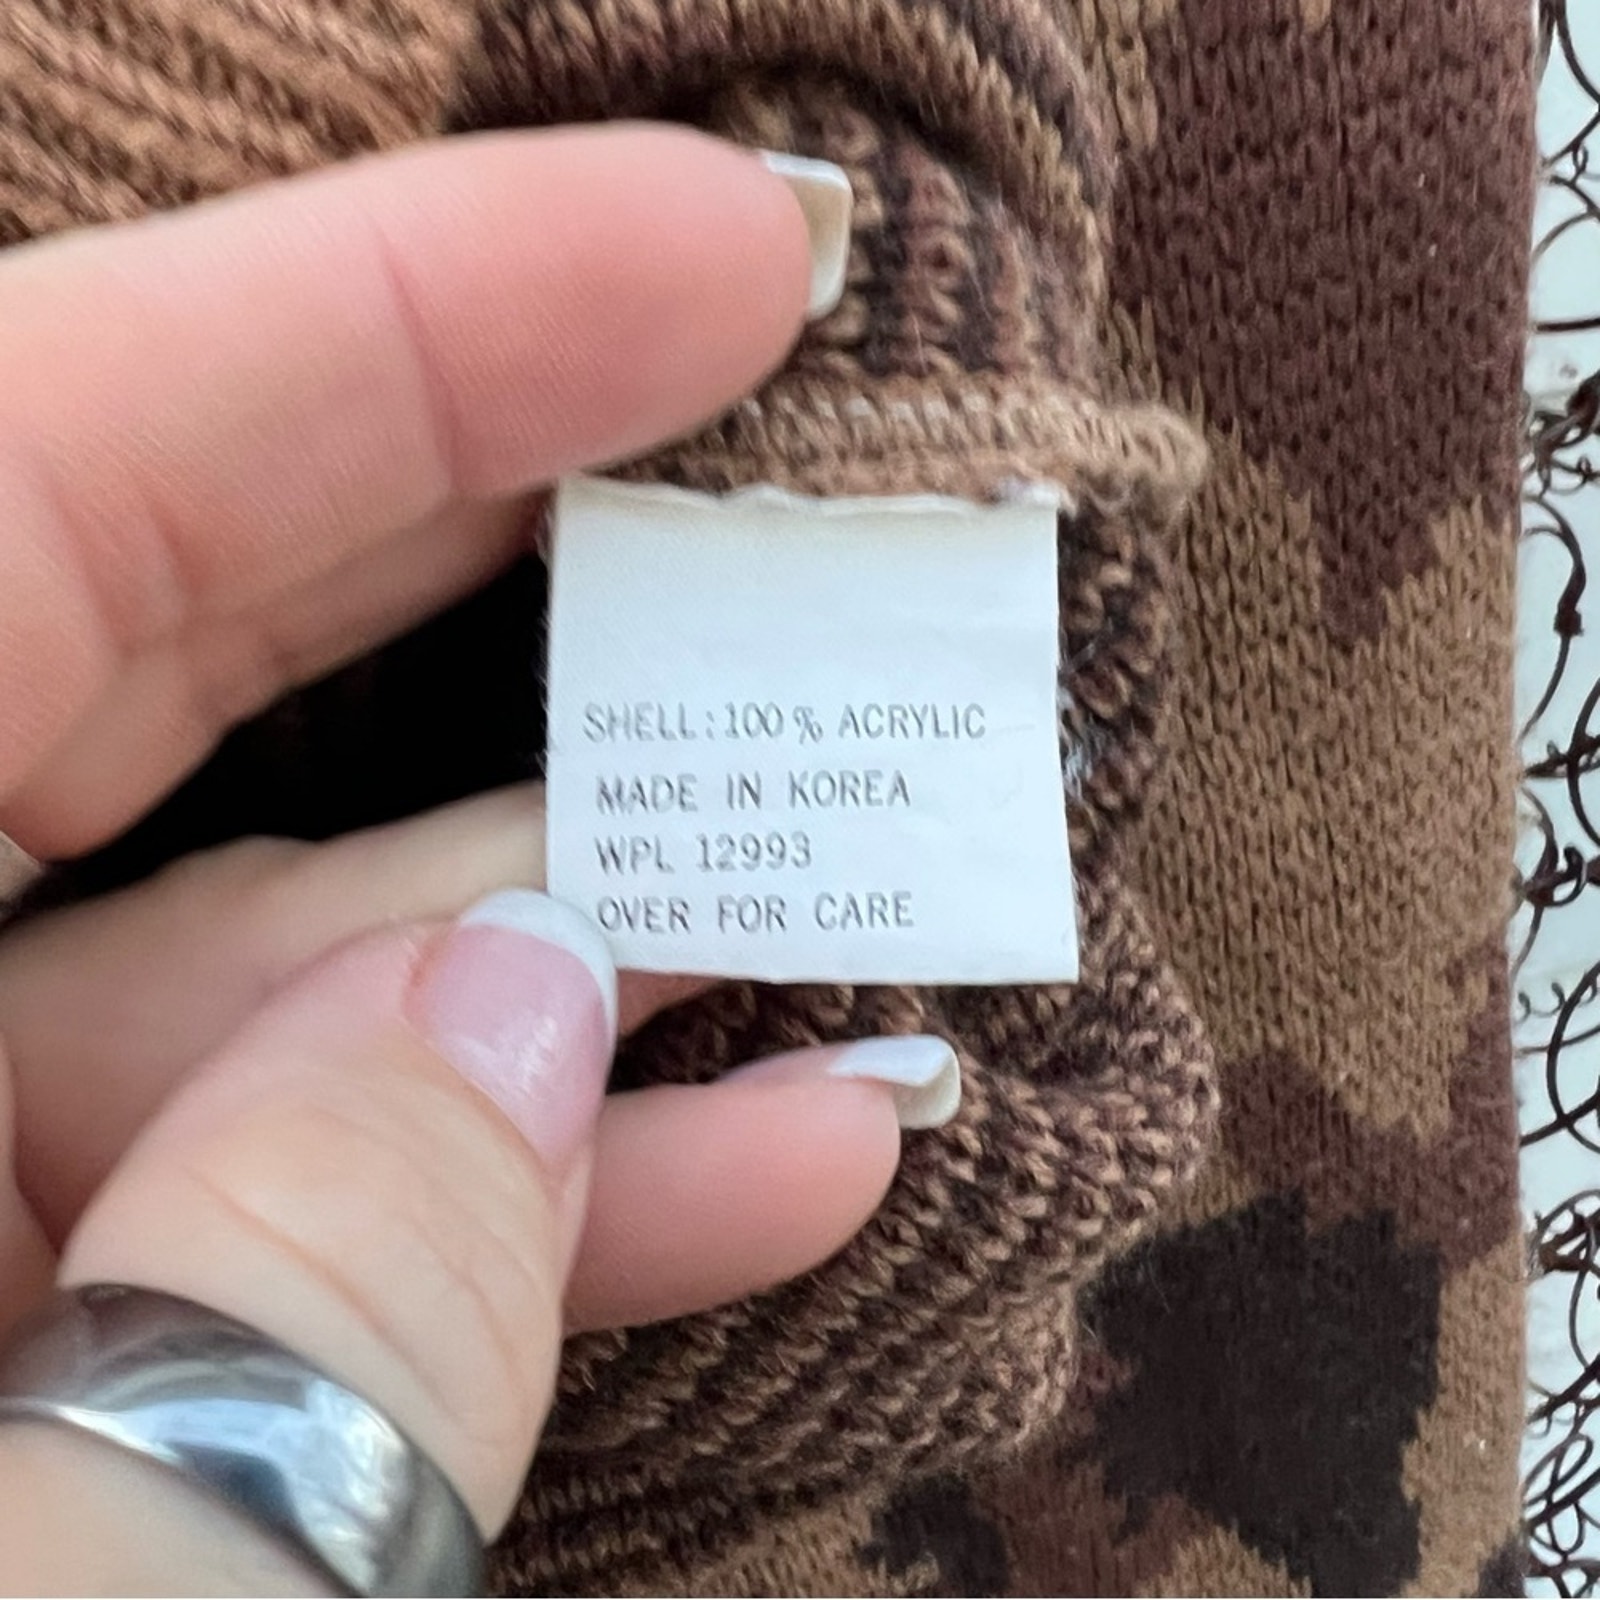 SHELL: 100% ACRYLIC
MADE IN KOREA
WPL 12993
OVER FOR CARE